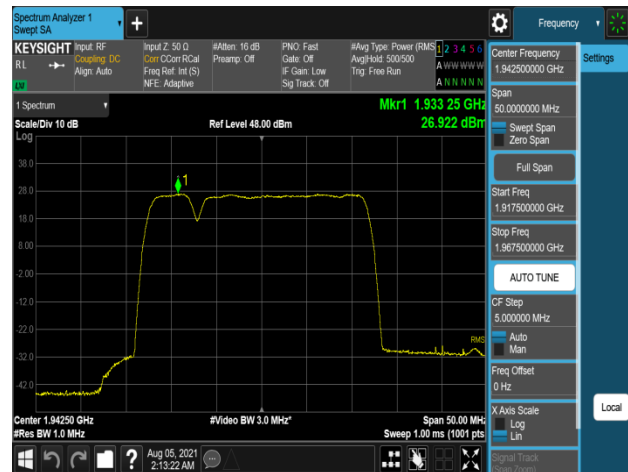 Spectrum Analyzer 1
Swept SA
Frequency
KEYSIGHT
RL
LXI
Input: RF
Coupling: DC
Align: Auto
Input Z: 50 Ω
Corr CCorr RCal
Freq Ref: Int (S)
NFE: Adaptive
#Atten: 16 dB
Preamp: Off
PNO: Fast
Gate: Off
IF Gain: Low
Sig Track: Off
#Avg Type: Power (RMS
Avg|Hold: 500/500
Trig: Free Run
1 2 3 4 5 6
A W W W W W
A N N N N N
1 Spectrum
Scale/Div 10 dB
Log
Ref Level 48.00 dBm
Mkr1 1.933 25 GHz
26.922 dBm
38.0
28.0
18.0
8.00
-2.00
-12.0
-22.0
-32.0
-42.0
1
RMS
Center 1.94250 GHz
#Res BW 1.0 MHz
#Video BW 3.0 MHz*
Span 50.00 MHz
Sweep 1.00 ms (1001 pts
Aug 05, 2021
2:13:22 AM
Center Frequency
1.942500000 GHz
Span
50.0000000 MHz
Swept Span
Zero Span
Full Span
Start Freq
1.917500000 GHz
Stop Freq
1.967500000 GHz
AUTO TUNE
CF Step
5.000000 MHz
Auto
Man
Freq Offset
0 Hz
X Axis Scale
Log
Lin
Signal Track
(Span Zoom)
Settings
Local